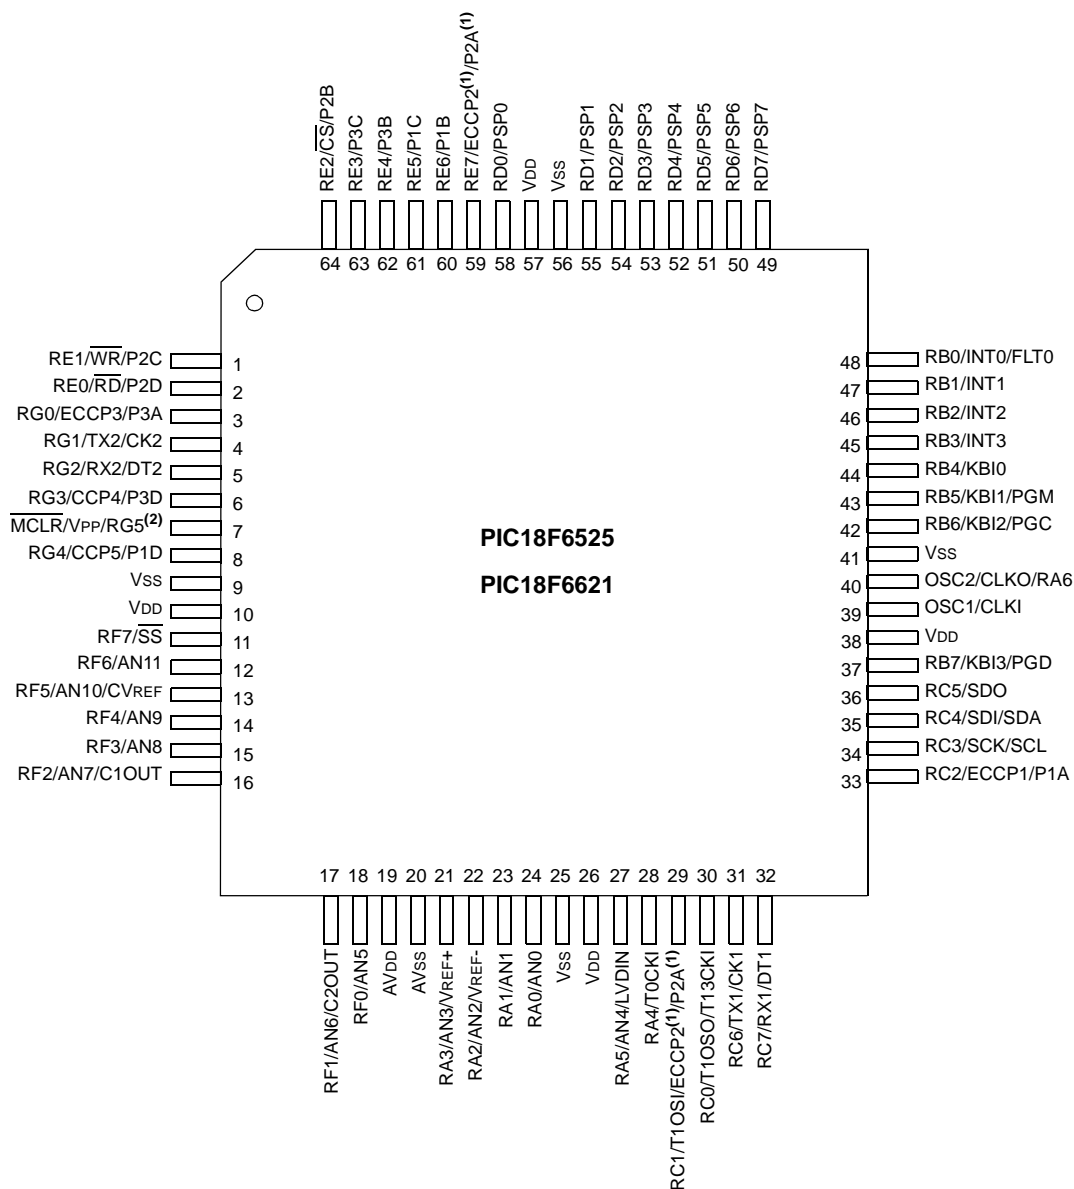 RE2/CS/P2B
RE3/P3C
RE4/P3B
RE5/P1C
RE6/P1B
RE7/ECCP2(1)/P2A(1)
RD0/PSP0
VDD
VSS
RD1/PSP1
RD2/PSP2
RD3/PSP3
RD4/PSP4
RD5/PSP5
RD6/PSP6
RD7/PSP7
64 63 62 61 60 59 58 57 56 55 54 53 52 51 50 49
RE1/WR/P2C 1
RE0/RD/P2D 2
RG0/ECCP3/P3A 3
RG1/TX2/CK2 4
RG2/RX2/DT2 5
RG3/CCP4/P3D 6
MCLR/VPP/RG5(2) 7
RG4/CCP5/P1D 8
VSS 9
VDD 10
RF7/SS 11
RF6/AN11 12
RF5/AN10/CVREF 13
RF4/AN9 14
RF3/AN8 15
RF2/AN7/C1OUT 16
PIC18F6525
PIC18F6621
48 RB0/INT0/FLT0
47 RB1/INT1
46 RB2/INT2
45 RB3/INT3
44 RB4/KBI0
43 RB5/KBI1/PGM
42 RB6/KBI2/PGC
41 VSS
40 OSC2/CLKO/RA6
39 OSC1/CLKI
38 VDD
37 RB7/KBI3/PGD
36 RC5/SDO
35 RC4/SDI/SDA
34 RC3/SCK/SCL
33 RC2/ECCP1/P1A
17 18 19 20 21 22 23 24 25 26 27 28 29 30 31 32
RF1/AN6/C2OUT
RF0/AN5
AVDD
AVSS
RA3/AN3/VREF+
RA2/AN2/VREF-
RA1/AN1
RA0/AN0
VSS
VDD
RA5/AN4/LVDIN
RA4/T0CKI
RC1/T1OSI/ECCP2(1)/P2A(1)
RC0/T1OSO/T13CKI
RC6/TX1/CK1
RC7/RX1/DT1